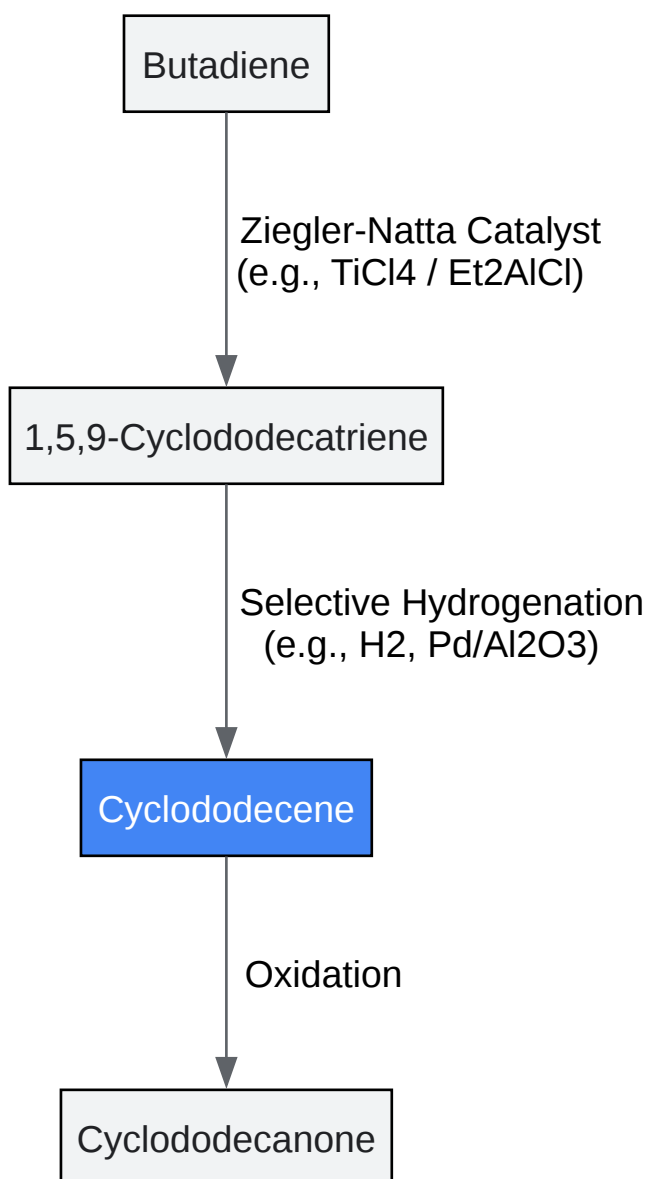 Butadiene
Ziegler-Natta Catalyst
(e.g., TiCl4 / Et2AlCl)
1,5,9-Cyclododecatriene
Selective Hydrogenation
(e.g., H2, Pd/Al2O3)
Cyclododecene
Oxidation
Cyclododecanone